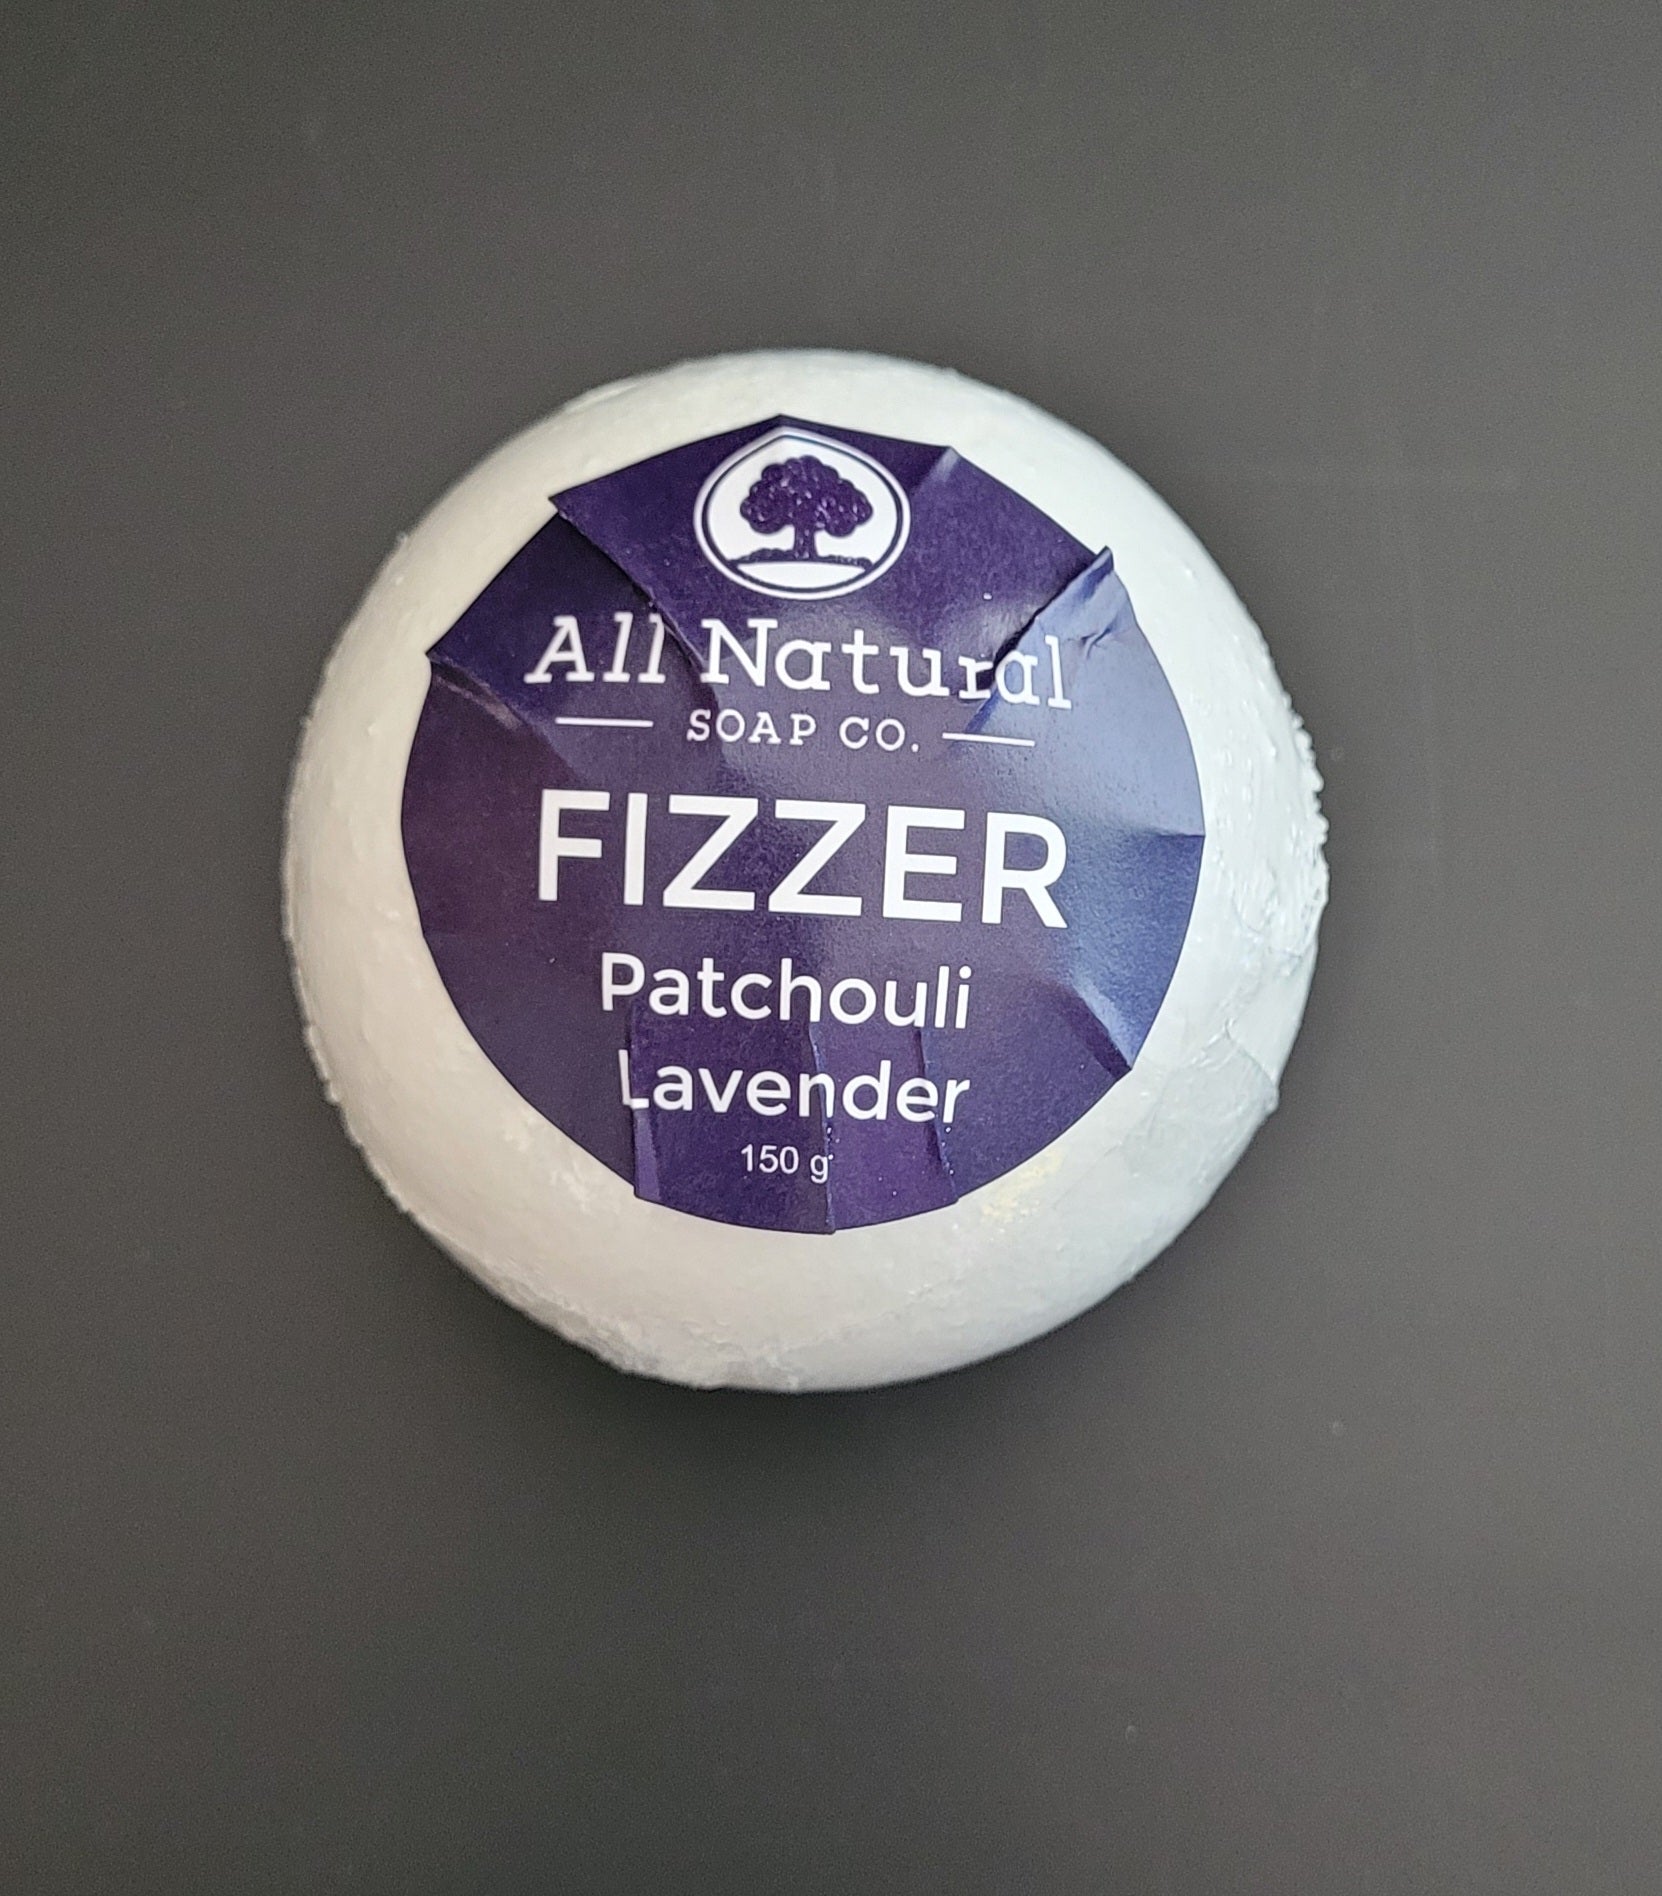 All Natural
SOAP CO.
FIZZER
Patchouli
Lavender
150 g